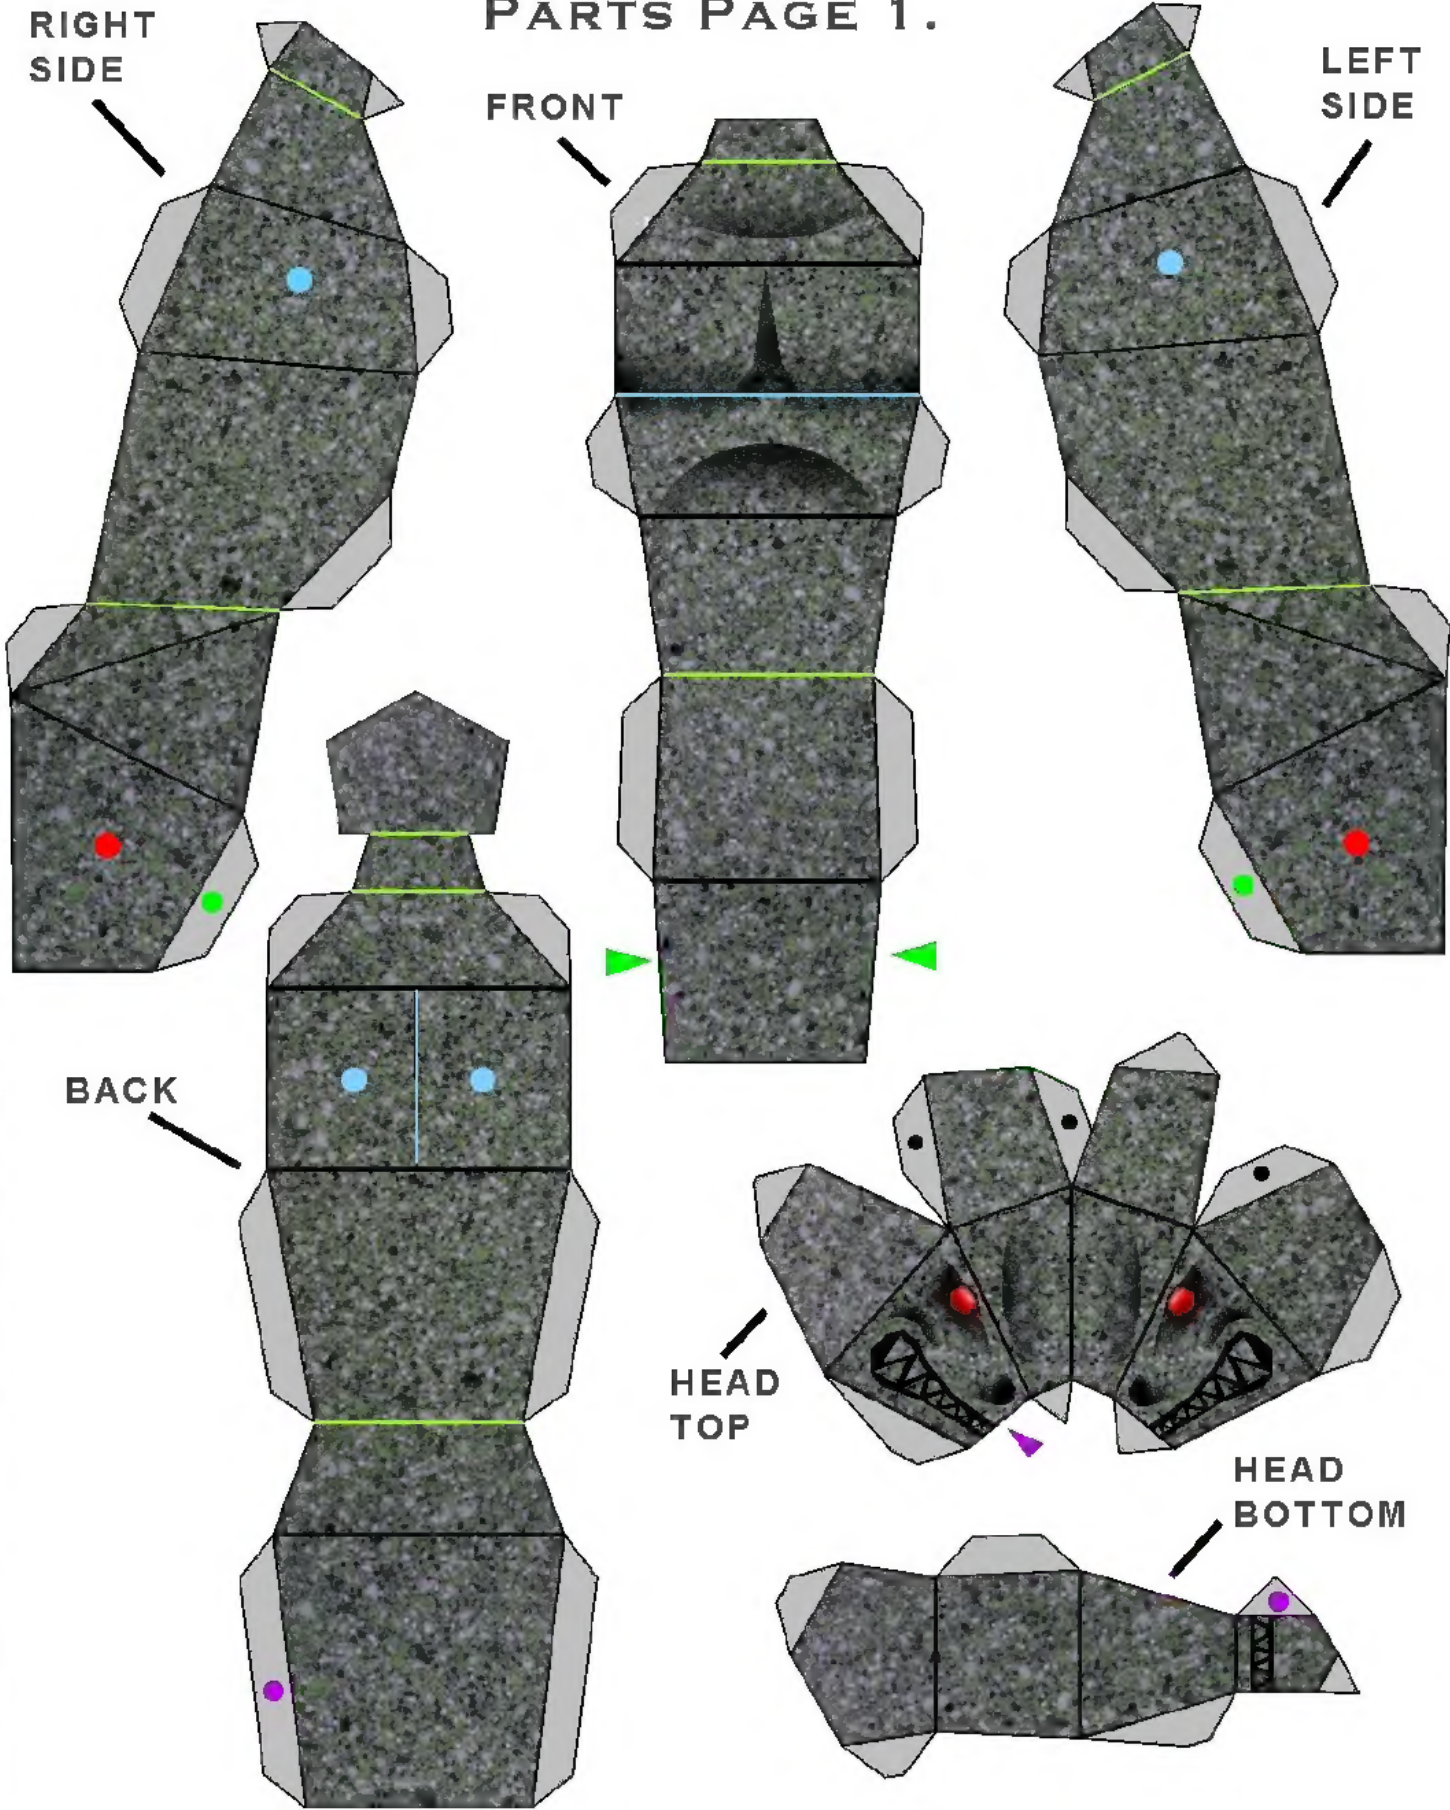 PARTS PAGE 1.
RIGHT
SIDE
FRONT
LEFT
SIDE
BACK
HEAD
TOP
HEAD
BOTTOM